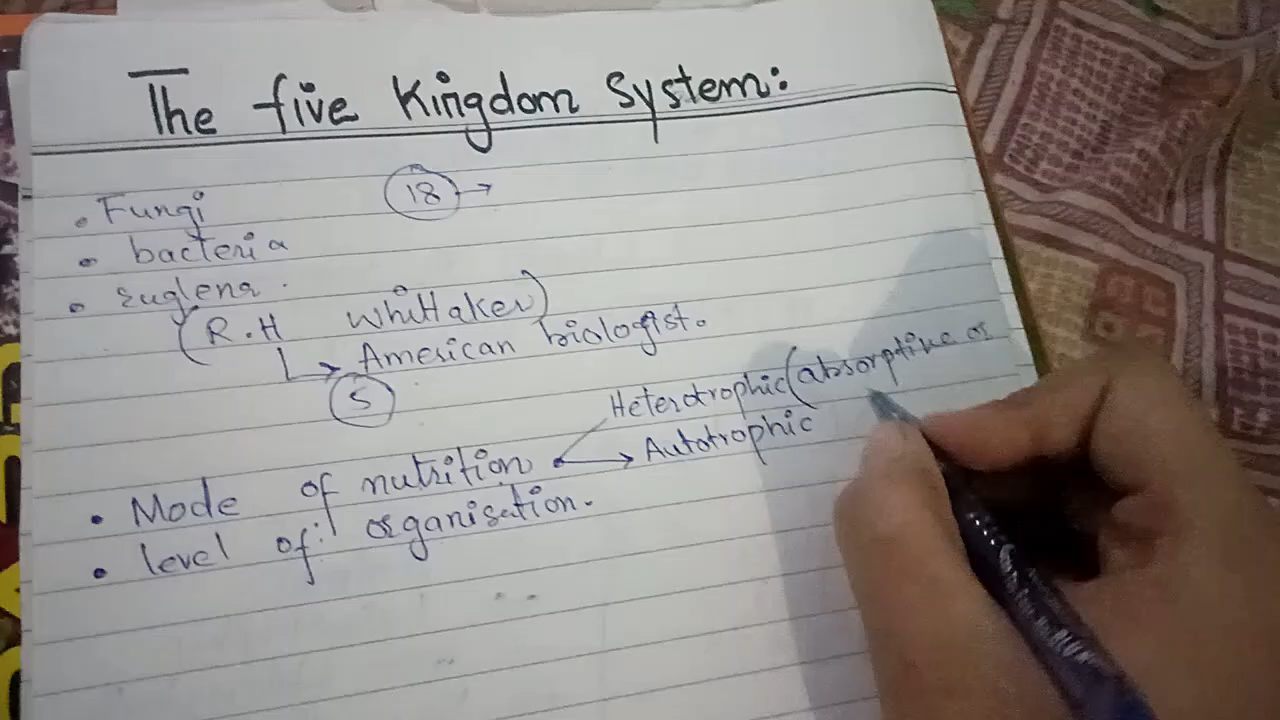 The five Kingdom System:
. Fungi
18 →
. bacteria
. Euglena.
(R.H Whittaker)
→ American biologist.
5
Heterotrophic (absorptive or
. Mode of nutrition → Autotrophic
. level of organisation.